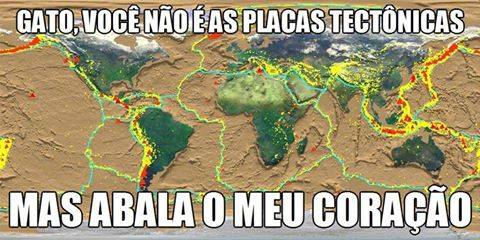 GATO, VOCÊ NÃO É AS PLACAS TECTÔNICAS
MAS ABALA O MEU CORAÇÃO